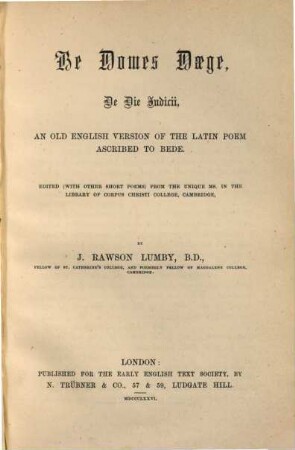 Be Domes Dæge,
De Die Judicii,
AN OLD ENGLISH VERSION OF THE LATIN POEM
ASCRIBED TO BEDE.
EDITED (WITH OTHER SHORT POEMS) FROM THE UNIQUE MS. IN THE
LIBRARY OF CORPUS CHRISTI COLLEGE, CAMBRIDGE,
BY
J. RAWSON LUMBY, B.D.,
FELLOW OF ST. CATHERINE'S COLLEGE, AND FORMERLY FELLOW OF MAGDALENE COLLEGE,
CAMBRIDGE.
LONDON:
PUBLISHED FOR THE EARLY ENGLISH TEXT SOCIETY, BY
N. TRÜBNER & CO., 57 & 59, LUDGATE HILL.
MDCCCLXXVI.